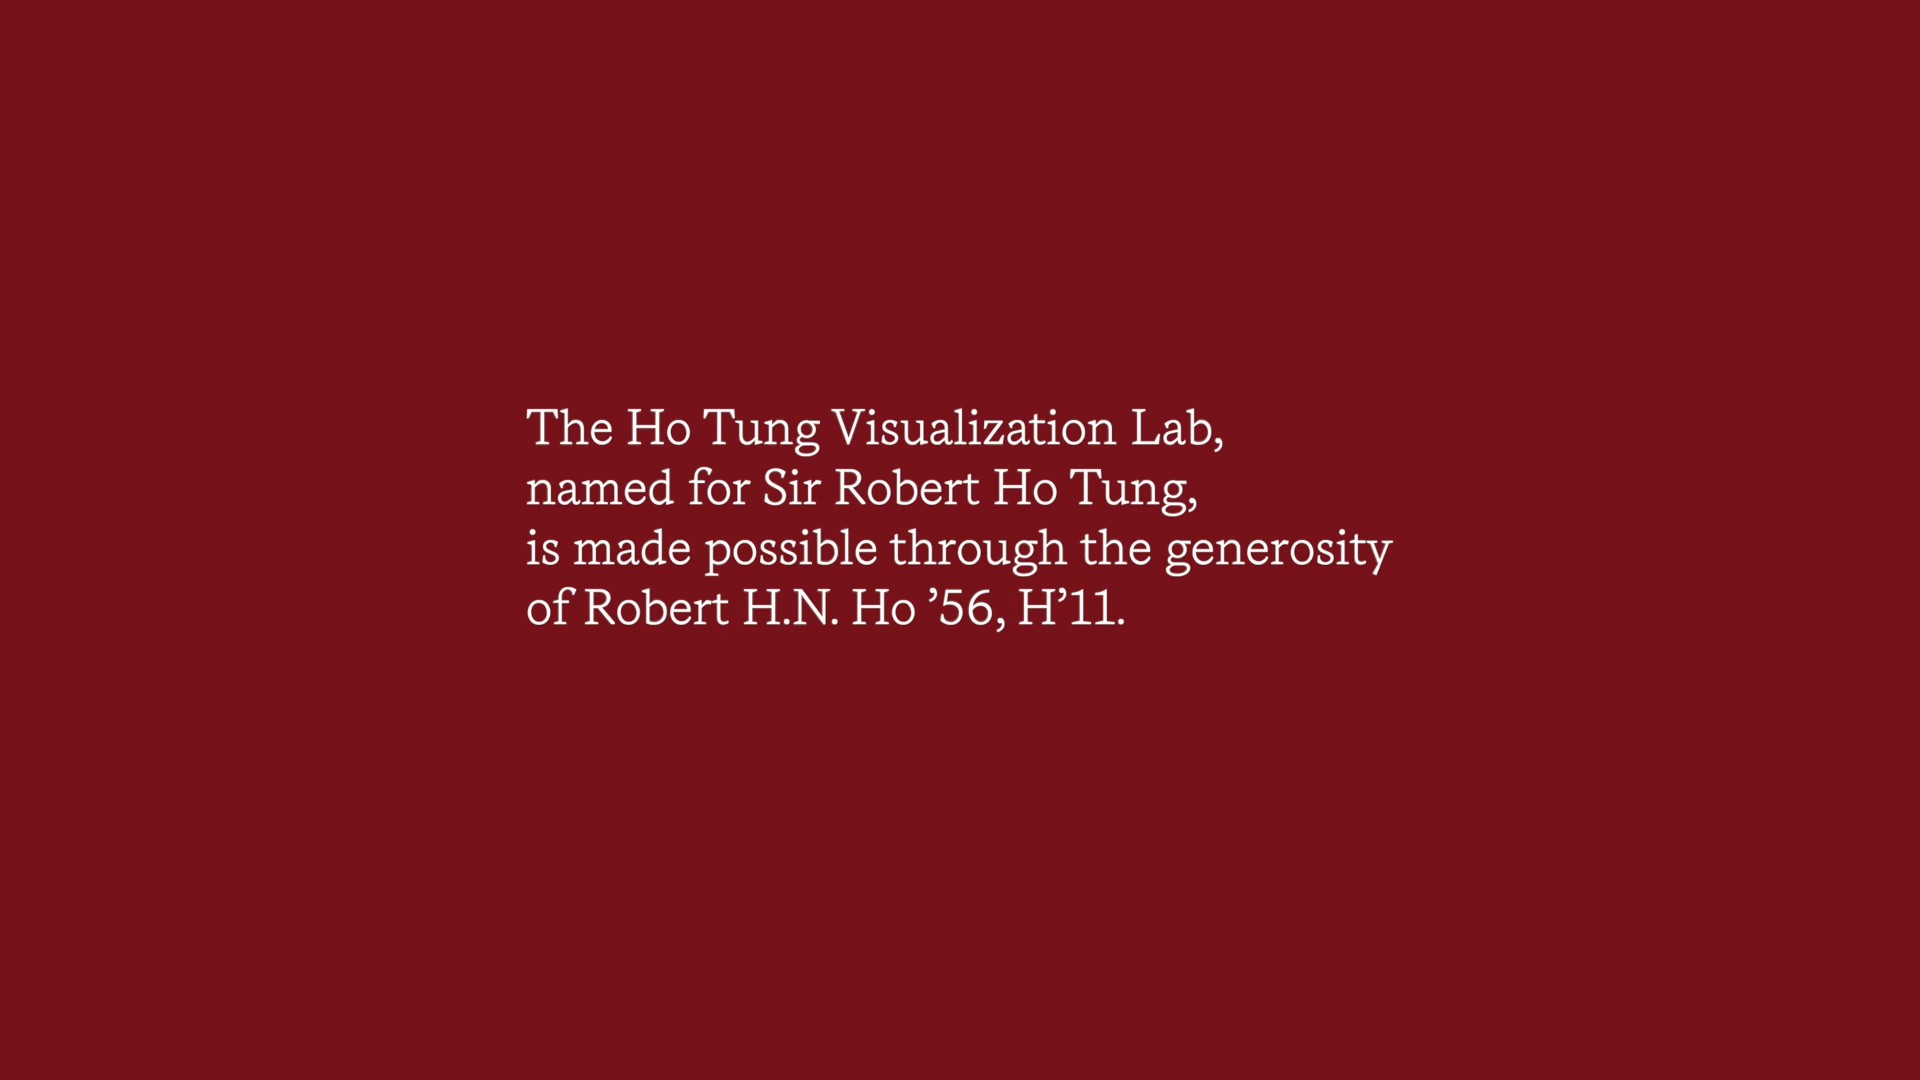 The Ho Tung Visualization Lab,
named for Sir Robert Ho Tung,
is made possible through the generosity
of Robert H.N. Ho ’56, H’11.